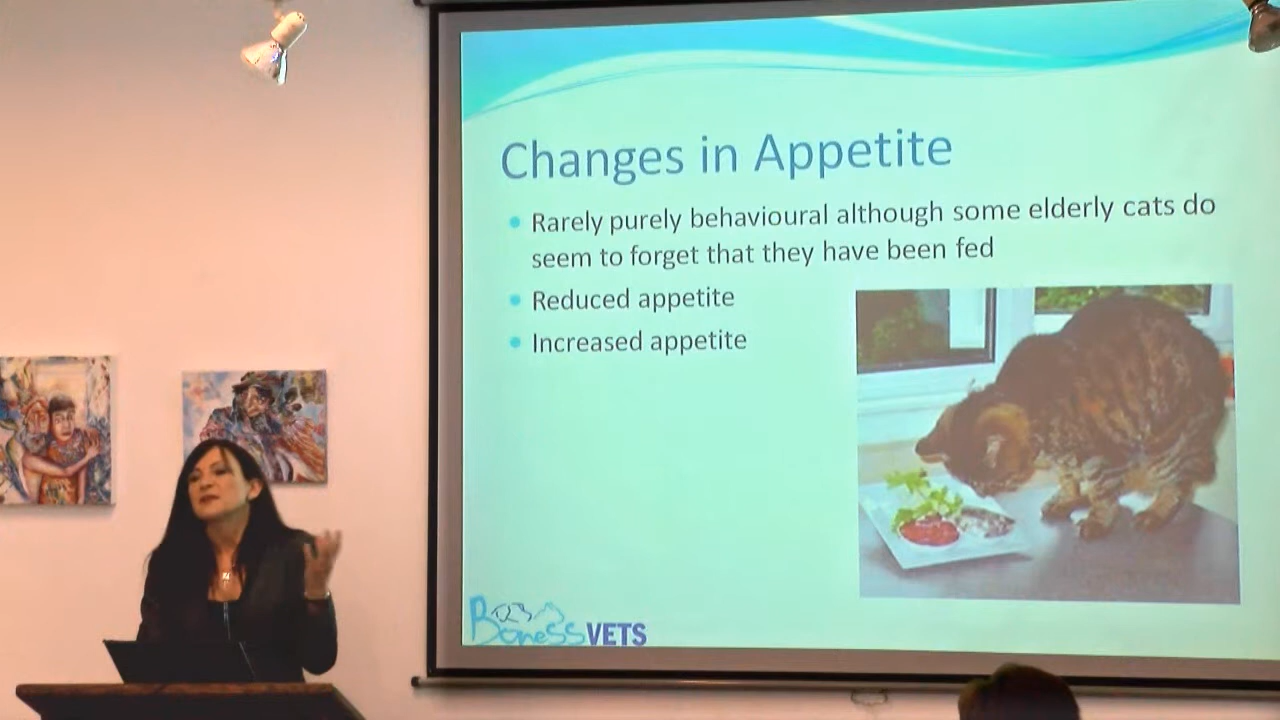 Changes in Appetite
Rarely purely behavioural although some elderly cats do
seem to forget that they have been fed
Reduced appetite
Increased appetite
Boness VETS